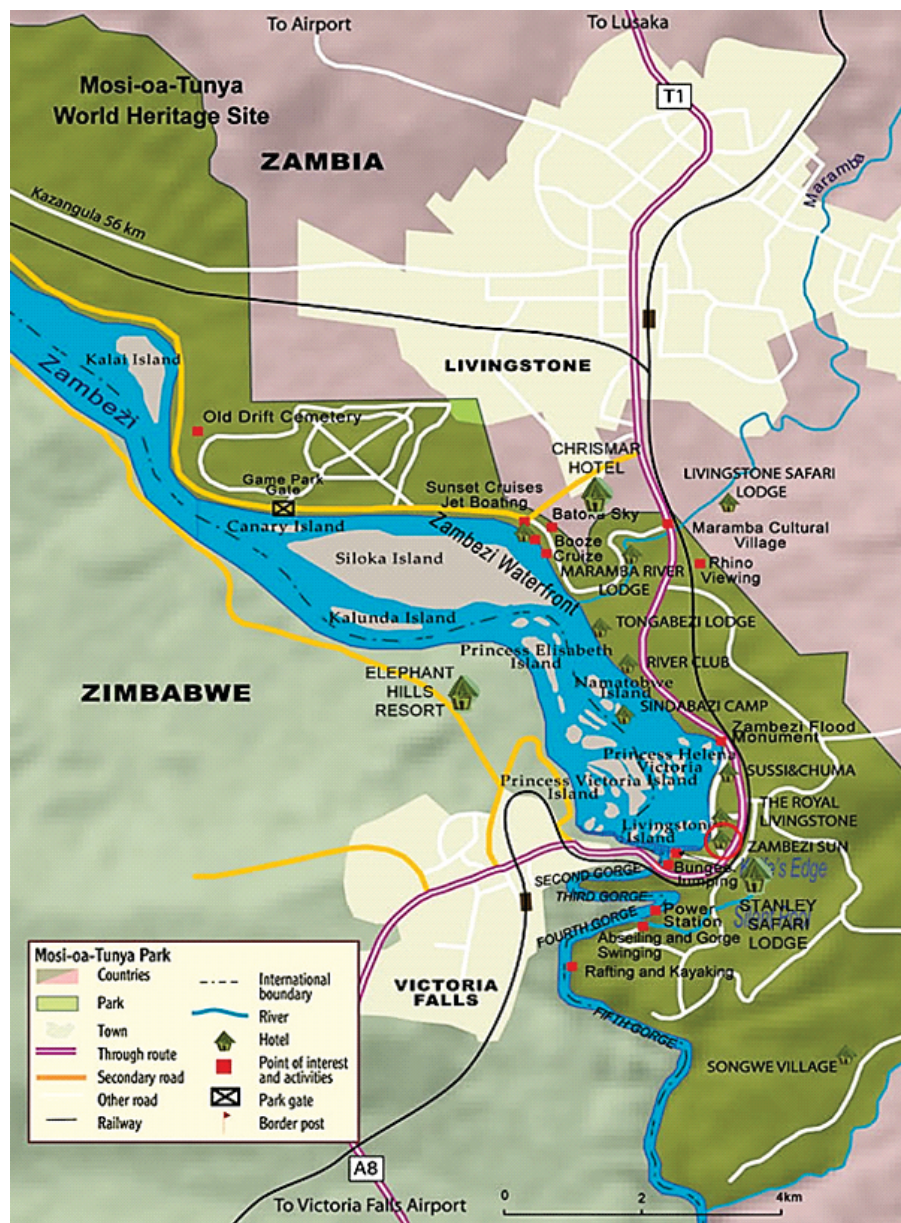 To Airport
To Lusaka
Mosi-oa-Tunya
World Heritage Site
T1
ZAMBIA
Maramba
Kazangula 56 km
Kalai Island
LIVINGSTONE
Zambezi
Old Drift Cemetery
CHRISMAR
HOTEL
LIVINGSTONE SAFARI
LODGE
Game Park
Gate
Sunset Cruises
Jet Boating
Batoka Sky
Canary Island
Zambezi Waterfront
Maramba Cultural
Village
Booze
Cruize
Siloka Island
MARAMBA RIVER
LODGE
Rhino
Viewing
Kalunda Island
TONGABEZI LODGE
Princess Elisabeth
Island
RIVER CLUB
ELEPHANT
HILLS
RESORT
Namatobwe
Island
ZIMBABWE
SINDABAZI CAMP
Zambezi Flood
Monument
Princess Helena
Victoria
Island
Princess Victoria
Island
SUSSI&CHUMA
THE ROYAL
LIVINGSTONE
Livingstone
Island
ZAMBEZI SUN
Knife's Edge
Bungee
Jumping
SECOND GORGE
THIRD GORGE
STANLEY
SAFARI
LODGE
Power
Station
FOURTH GORGE
Abseiling and Gorge
Swinging
Rafting and Kayaking
VICTORIA
FALLS
FIFTH GORGE
SONGWE VILLAGE
Mosi-oa-Tunya Park
Countries
Park
Town
Through route
Secondary road
Other road
Railway
International
boundary
River
Hotel
Point of interest
and activities
Park gate
Border post
A8
To Victoria Falls Airport
0
2
4km